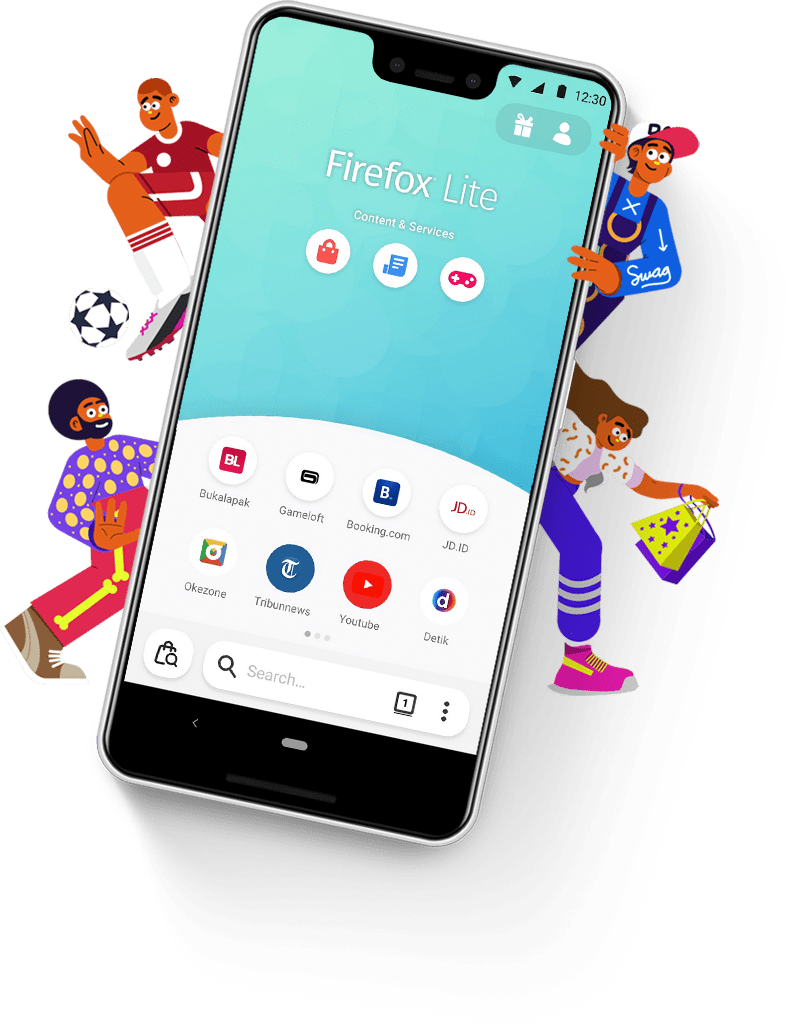 12:30
Firefox Lite
Content & Services
Swag
BL
B.
JD.ID
Bukalapak
Gameloft
Booking.com
JD.ID
T
d
Okezone
Tribunnews
Youtube
Detik
Search...
1